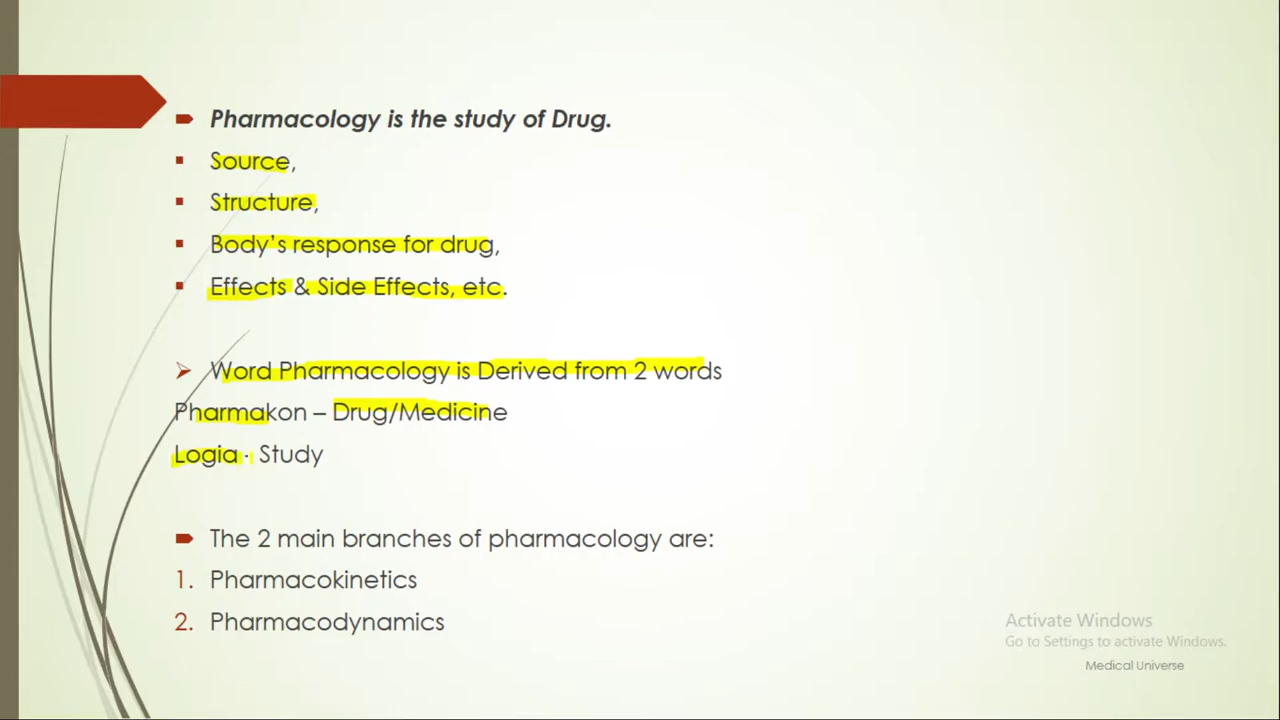 Pharmacology is the study of Drug.
Source,
Structure,
Body's response for drug,
Effects & Side Effects, etc.
Word Pharmacology is Derived from 2 words
Pharmakon – Drug/Medicine
Logia - Study
The 2 main branches of pharmacology are:
1. Pharmacokinetics
2. Pharmacodynamics
Activate Windows
Go to Settings to activate Windows.
Medical Universe